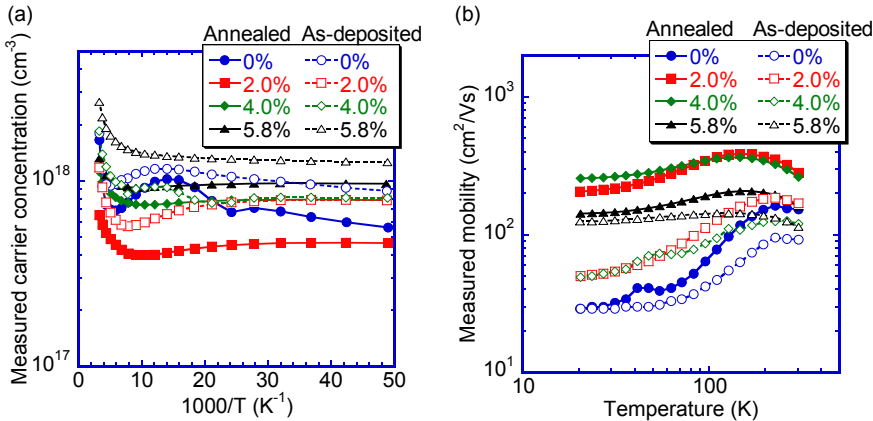 (a)
Annealed As-deposited
0% 0%
2.0% 2.0%
4.0% 4.0%
5.8% 5.8%
Measured carrier concentration (cm-3)
10^18
10^17
0 10 20 30 40 50
1000/T (K-1)
(b)
Annealed As-deposited
0% 0%
2.0% 2.0%
4.0% 4.0%
5.8% 5.8%
Measured mobility (cm2/Vs)
10^3
10^2
10^1
10 100
Temperature (K)